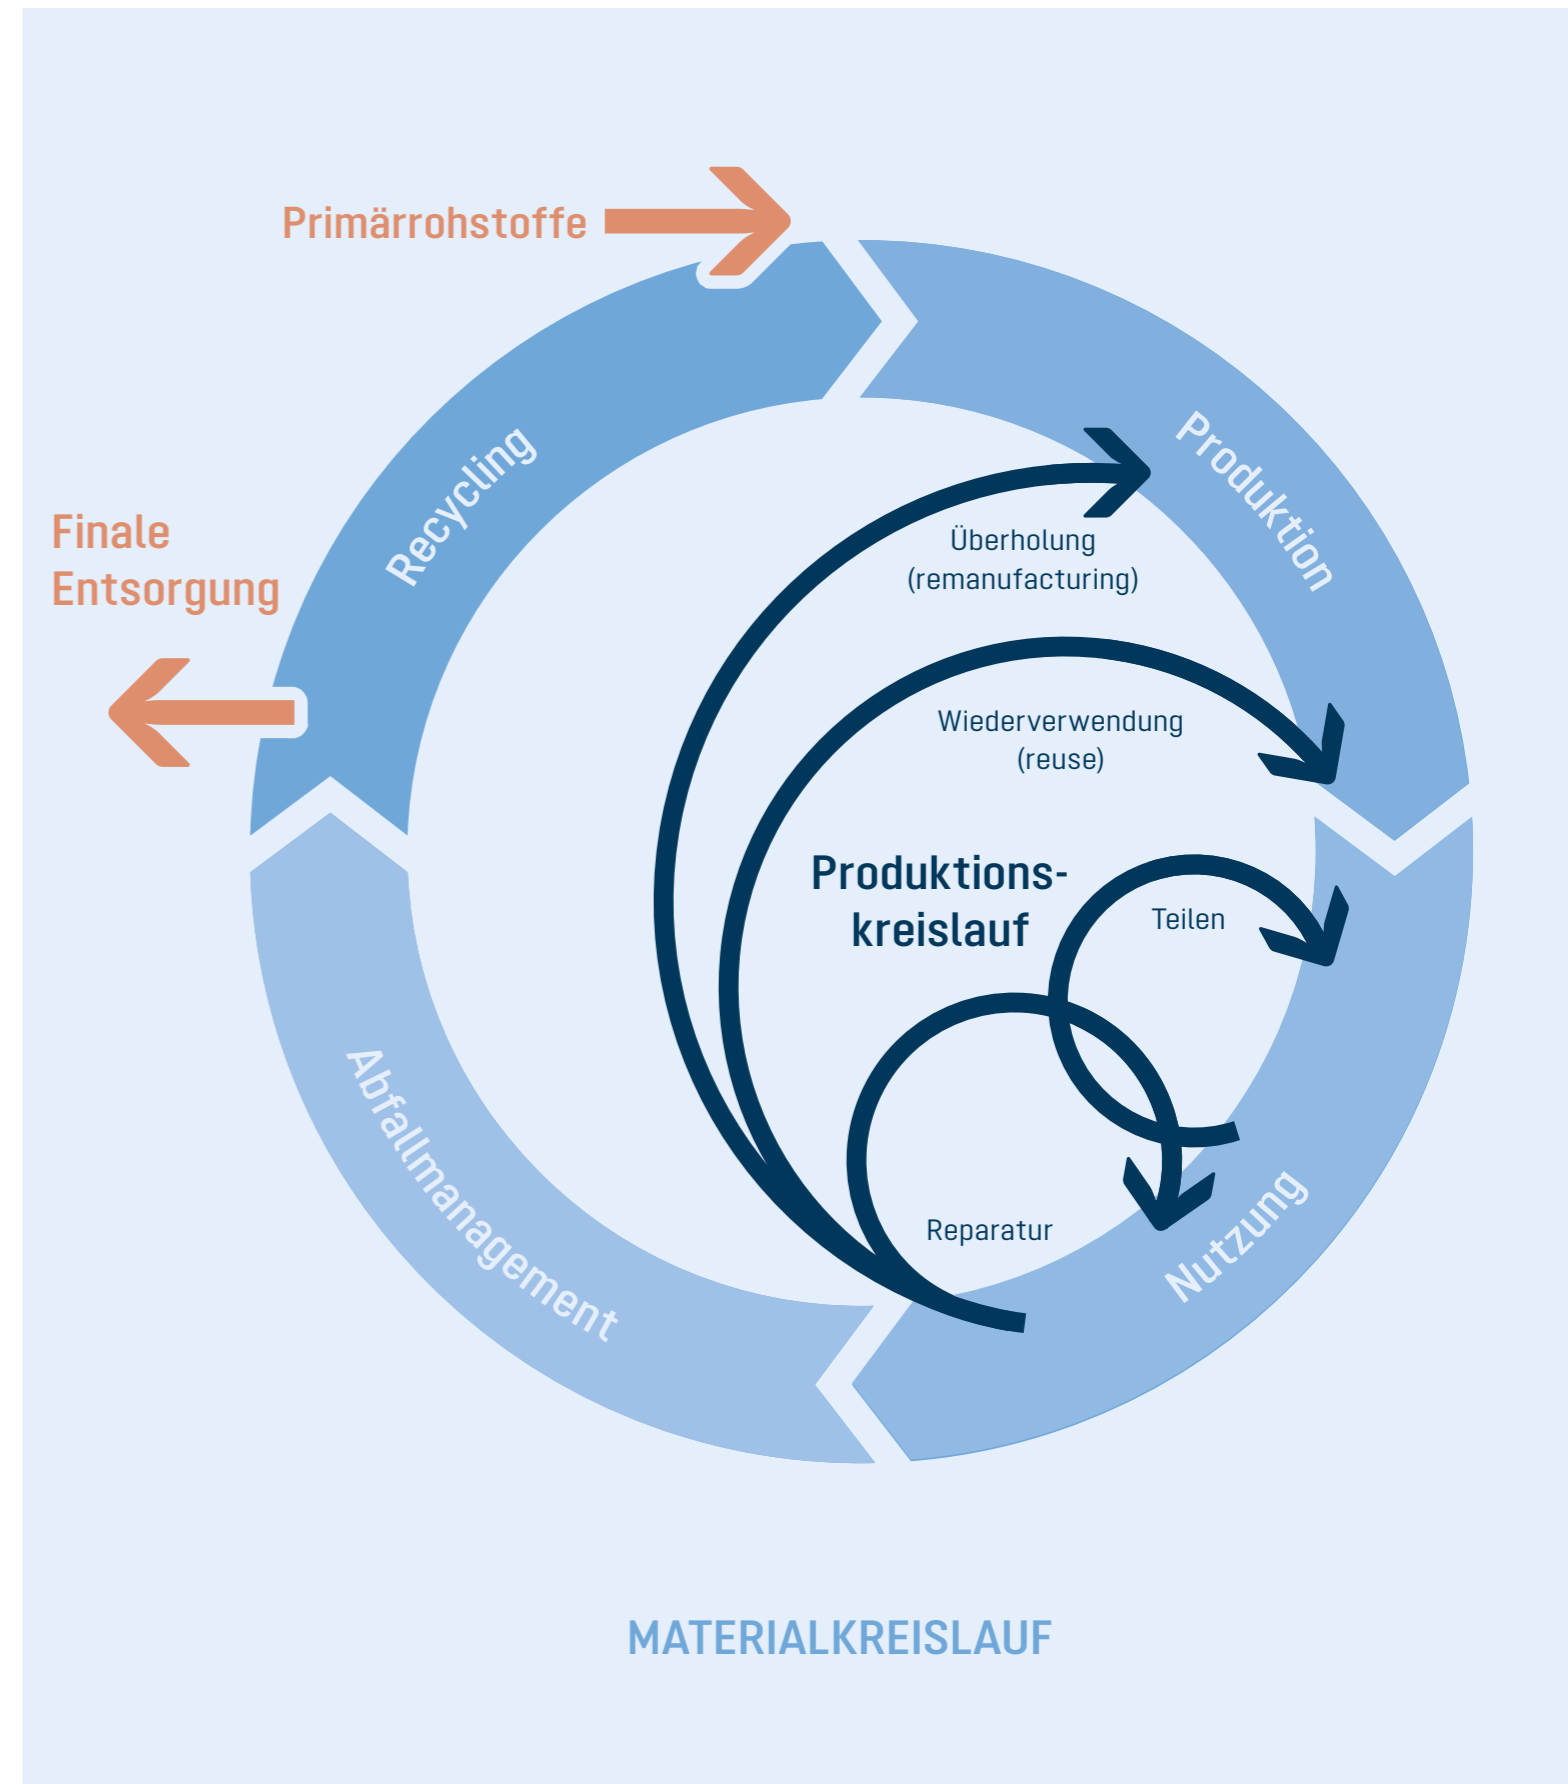 Primärrohstoffe
Recycling
Produktion
Finale
Entsorgung
Überholung
(remanufacturing)
Wiederverwendung
(reuse)
Produktions-
kreislauf
Teilen
Reparatur
Nutzung
Abfallmanagement
MATERIALKREISLAUF